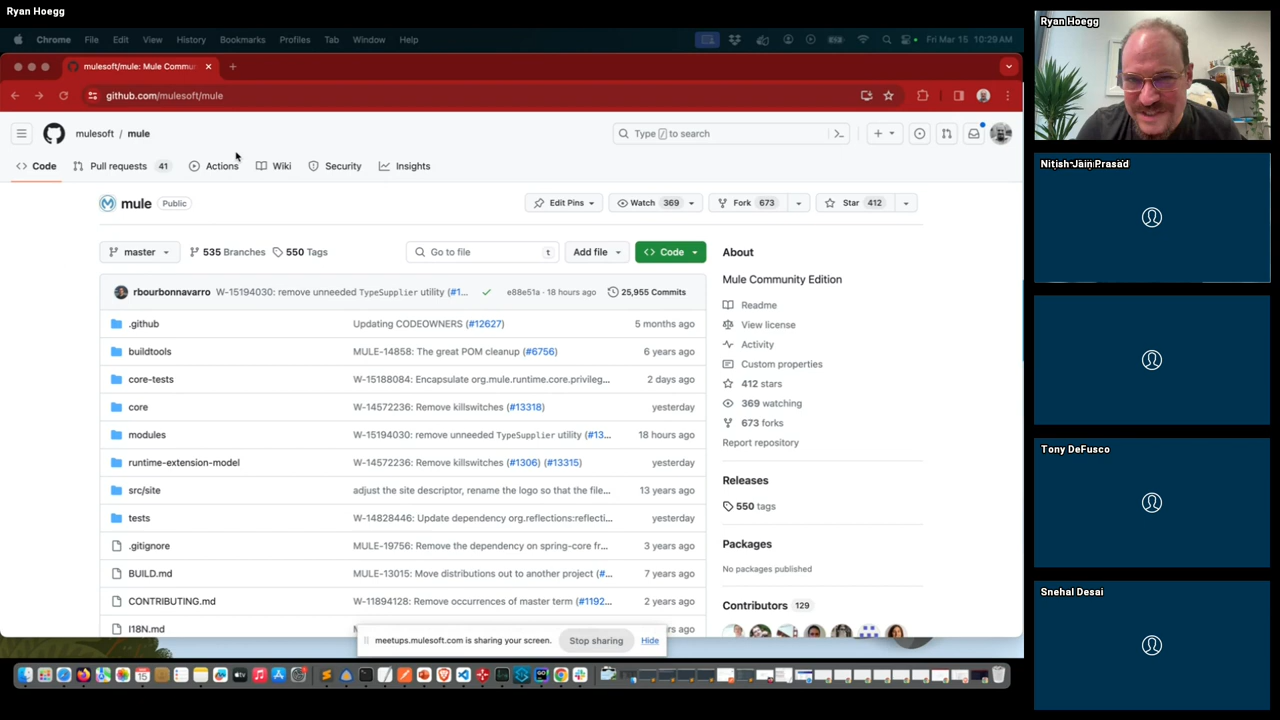 Ryan Hoegg
Chrome File Edit View History Bookmarks Profiles Tab Window Help Fri Mar 15 10:29 AM
mulesoft/mule: Mule Commu
github.com/mulesoft/mule
mulesoft / mule Type / to search
Code Pull requests 41 Actions Wiki Security Insights
mule Public Edit Pins Watch 369 Fork 673 Star 412
master 535 Branches 550 Tags Go to file t Add file Code
rbourbonnavarro W-15194030: remove unneeded TypeSupplier utility (#1... e88e51a · 18 hours ago 25,955 Commits
.github Updating CODEOWNERS (#12627) 5 months ago
buildtools MULE-14858: The great POM cleanup (#6756) 6 years ago
core-tests W-15188084: Encapsulate org.mule.runtime.core.privileg... 2 days ago
core W-14572236: Remove killswitches (#13318) yesterday
modules W-15194030: remove unneeded TypeSupplier utility (#13... 18 hours ago
runtime-extension-model W-14572236: Remove killswitches (#1306) (#13315) yesterday
src/site adjust the site descriptor, rename the logo so that the file... 13 years ago
tests W-14828446: Update dependency org.reflections:reflecti... yesterday
.gitignore MULE-19756: Remove the dependency on spring-core fr... 3 years ago
BUILD.md MULE-13015: Move distributions out to another project (#... 7 years ago
CONTRIBUTING.md W-11894128: Remove occurrences of master term (#1192... 2 years ago
I18N.md ars ago
About
Mule Community Edition
Readme
View license
Activity
Custom properties
412 stars
369 watching
673 forks
Report repository
Releases
550 tags
Packages
No packages published
Contributors 129
meetups.mulesoft.com is sharing your screen. Stop sharing Hide
Ryan Hoegg
Prasad
Tony DeFusco
Snehal Desai